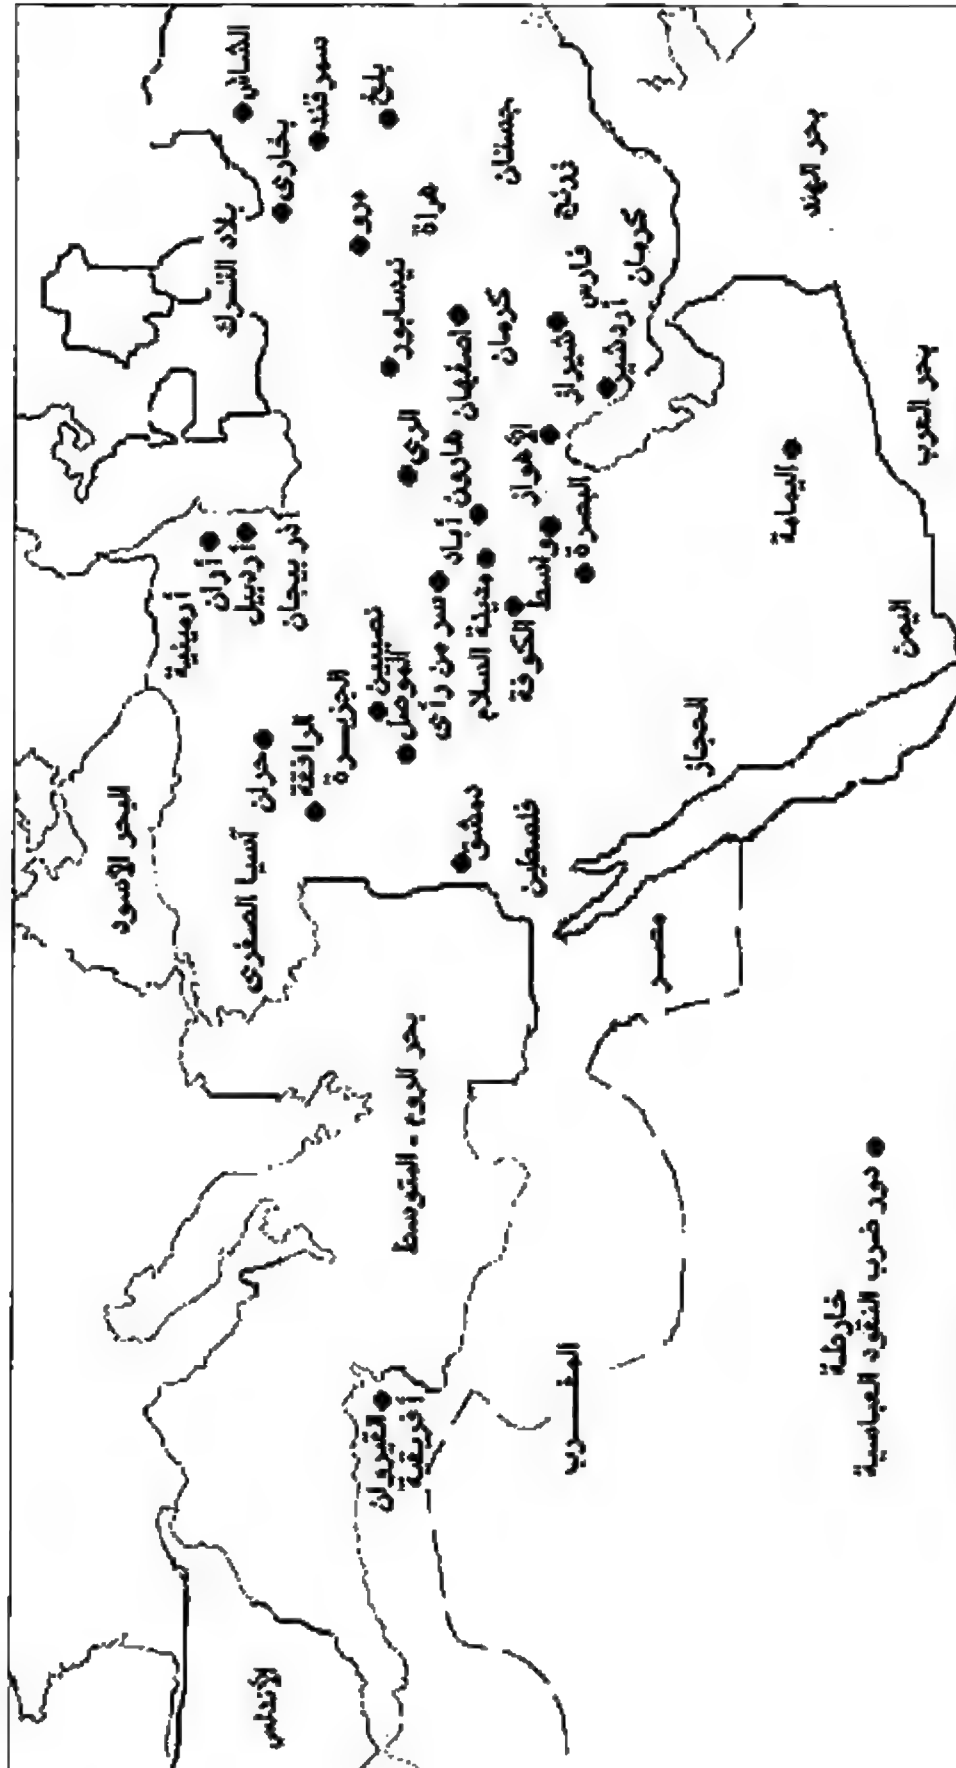 خارطة
دور ضرب النقود العباسية
الشاش
سمرقند
بخارى
بلخ
مرو
هراة
جستان
زرنج
بلاد
الترك
نيسابور
اصفهان
كرمان
فارس
كرمان
شيراز
أردشير
الري
هارون
أباد
الأهواز
البصرة
واسط
الكوفة
مدينة
السلام
سر من رأى
أرمينية
أران
أردبيل
أذربيجان
نصيبين
الموصل
الجزيرة
الرافقة
حران
آسيا الصغرى
البحر الأسود
دمشق
فلسطين
الحجاز
اليمامة
اليمن
بحر الهند
بحر العرب
مصر
بحر الروم - المتوسط
المغرب
القيروان
أفريقية
الأندلس